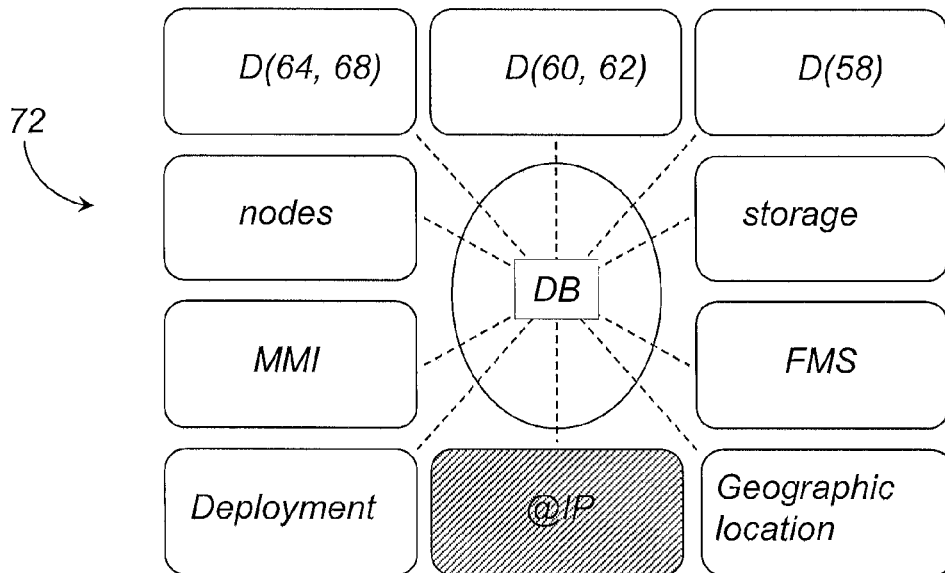 D(64, 68)
D(60, 62)
D(58)
72
nodes
storage
DB
MMI
FMS
Deployment
@IP
Geographic
location